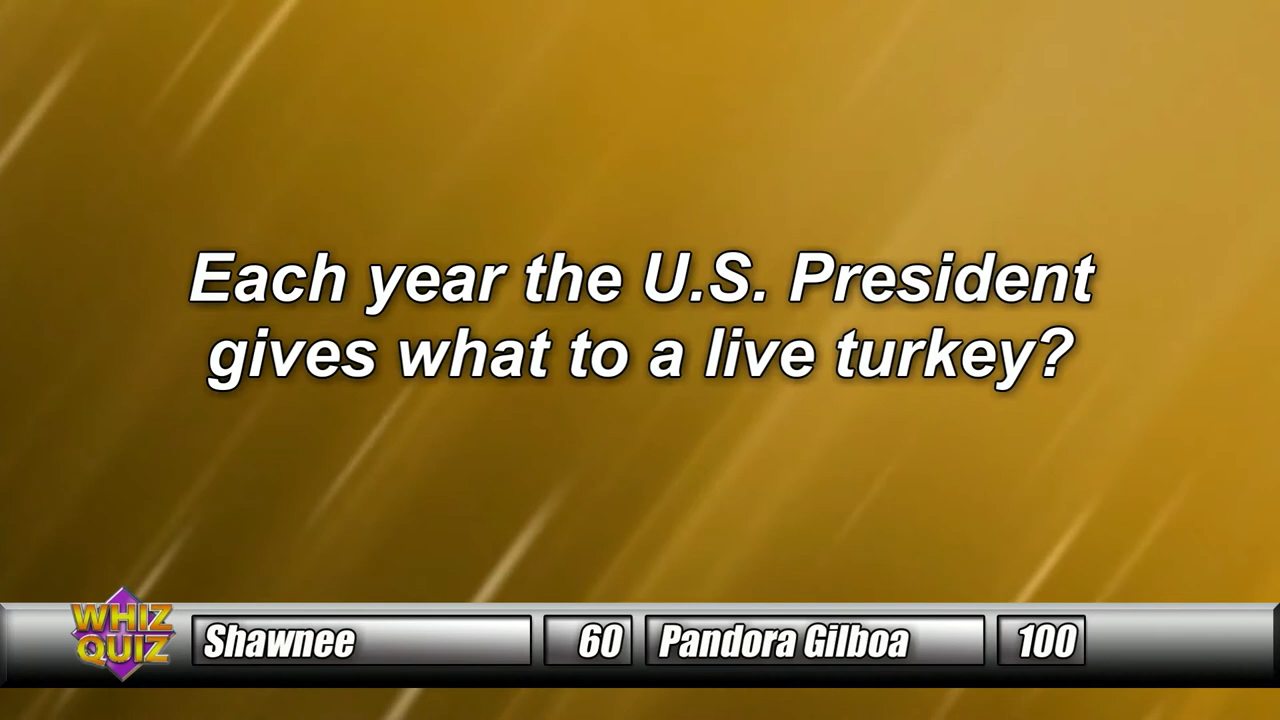 Each year the U.S. President
gives what to a live turkey?
WHIZ
QUIZ
Shawnee
60
Pandora Gilboa
100